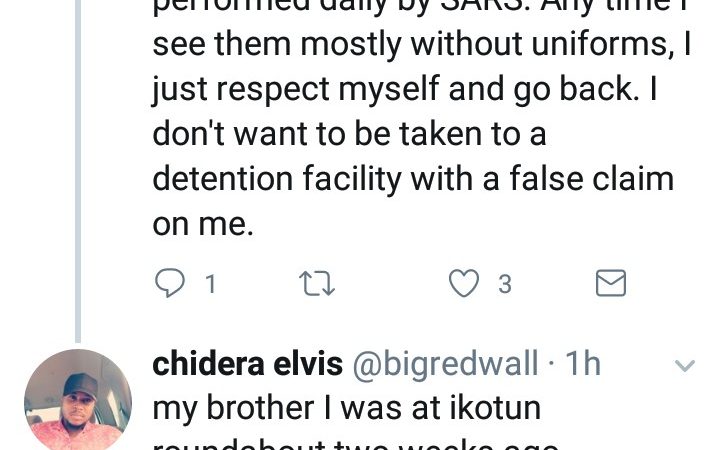 performed daily by SARS. Any time I
see them mostly without uniforms, I
just respect myself and go back. I
don't want to be taken to a
detention facility with a false claim
on me.
1 3
chidera elvis @bigredwall · 1h
my brother I was at ikotun
roundabout two weeks ago